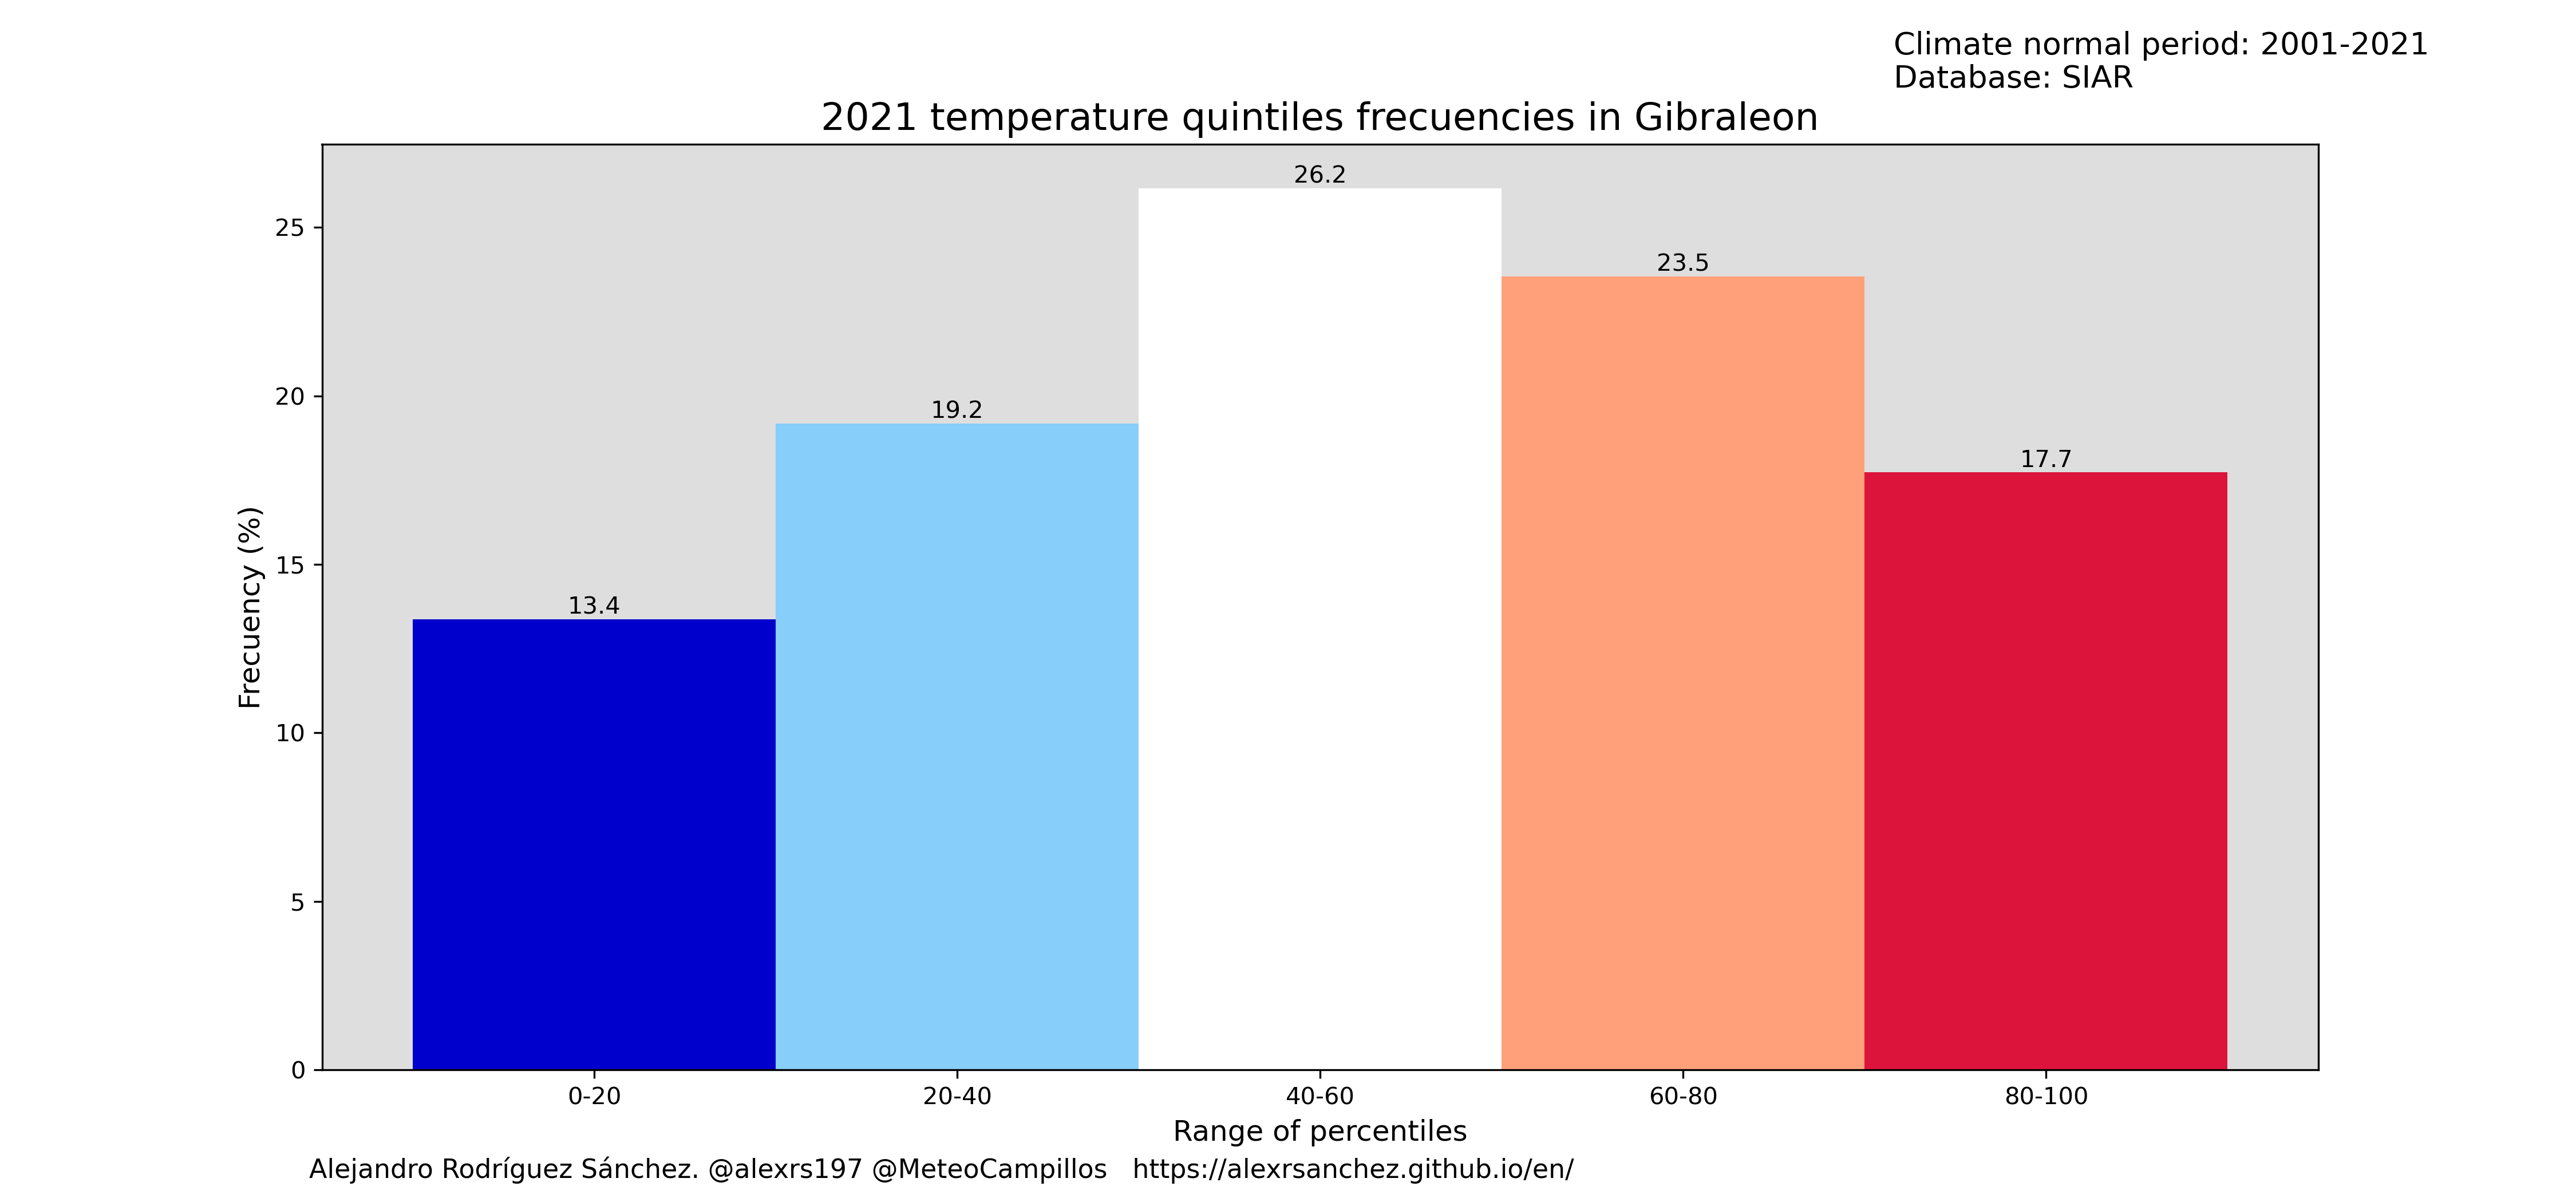 Climate normal period: 2001-2021
Database: SIAR
2021 temperature quintiles frecuencies in Gibraleon
26.2
25
23.5
20
19.2
17.7
Frecuency (%)
15
13.4
10
5
0
0-20 20-40 40-60 60-80 80-100
Range of percentiles
Alejandro Rodríguez Sánchez. @alexrs197 @MeteoCampillos https://alexrsanchez.github.io/en/